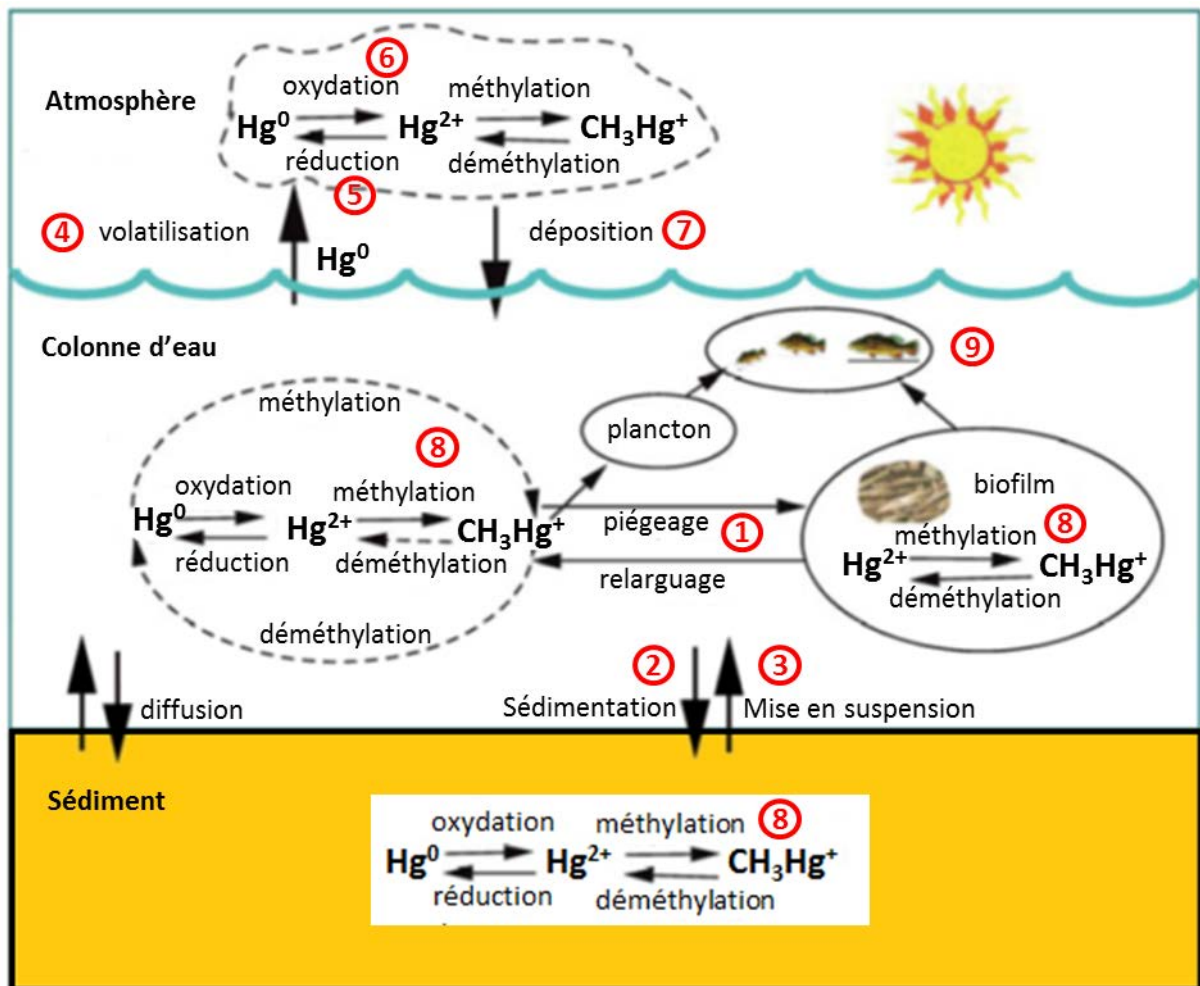 6
oxydation méthylation
Atmosphère
Hg⁰ Hg²⁺ CH₃Hg⁺
réduction déméthylation
5
4 volatilisation déposition 7
Hg⁰
Colonne d’eau 9
méthylation
plancton
8
oxydation méthylation biofilm
Hg⁰ Hg²⁺ CH₃Hg⁺ piégeage 1 méthylation 8
réduction déméthylation relarguage Hg²⁺ CH₃Hg⁺
déméthylation
déméthylation
2 3
diffusion Sédimentation Mise en suspension
Sédiment
oxydation méthylation 8
Hg⁰ Hg²⁺ CH₃Hg⁺
réduction déméthylation